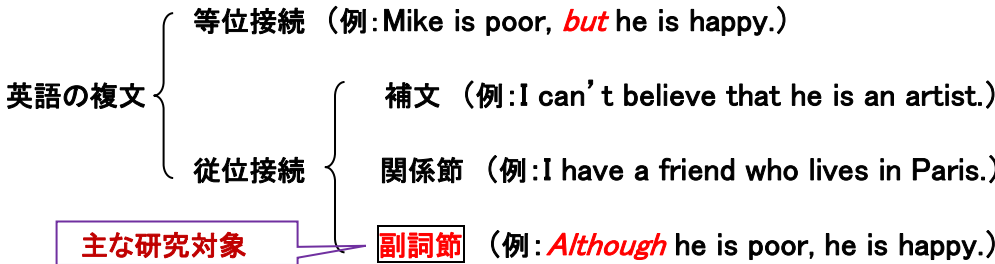 等位接続 （例：Mike is poor, but he is happy.）
英語の複文
補文 （例：I can’t believe that he is an artist.）
従位接続
関係節 （例：I have a friend who lives in Paris.）
主な研究対象
副詞節 （例：Although he is poor, he is happy.）